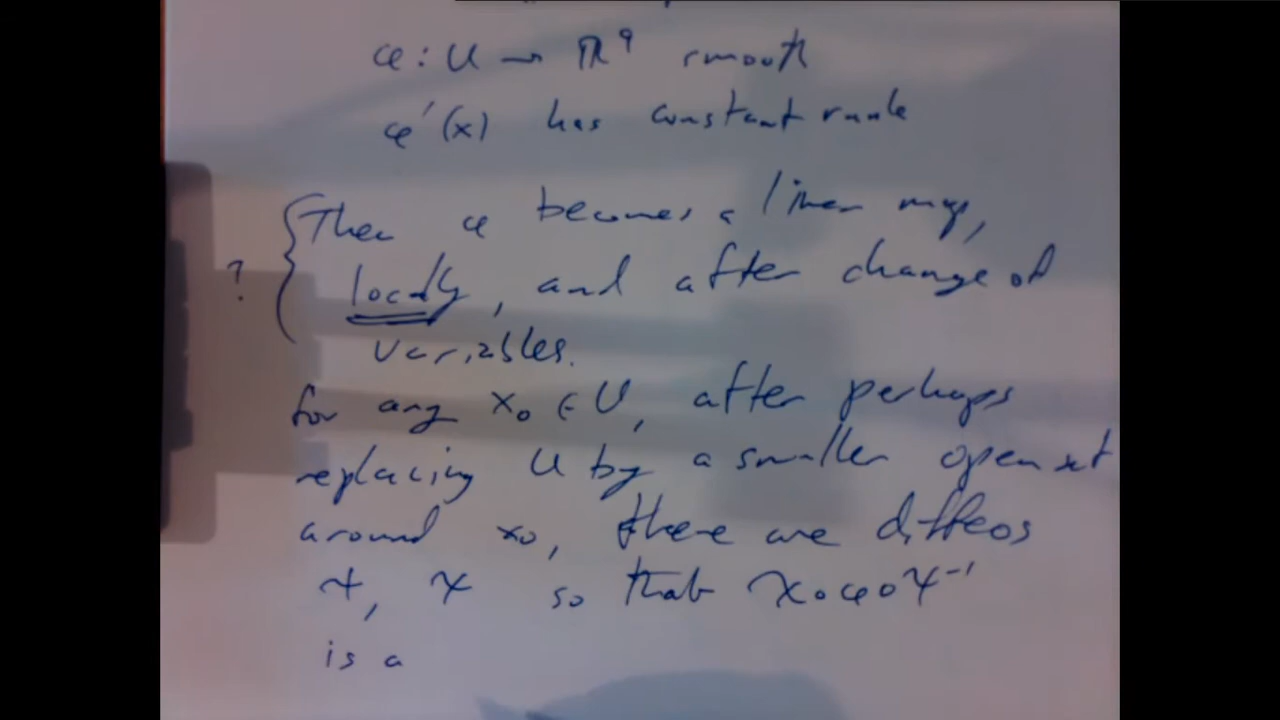 φ : U → ℝ^q smooth
φ'(x) has constant rank
Then φ becomes a linear map,
? { locally, and after change of
variables.
for any x₀ ∈ U, after perhaps
replacing U by a smaller open set
around x₀, there are diffeos
χ, ψ so that χ∘φ∘ψ⁻¹
is a